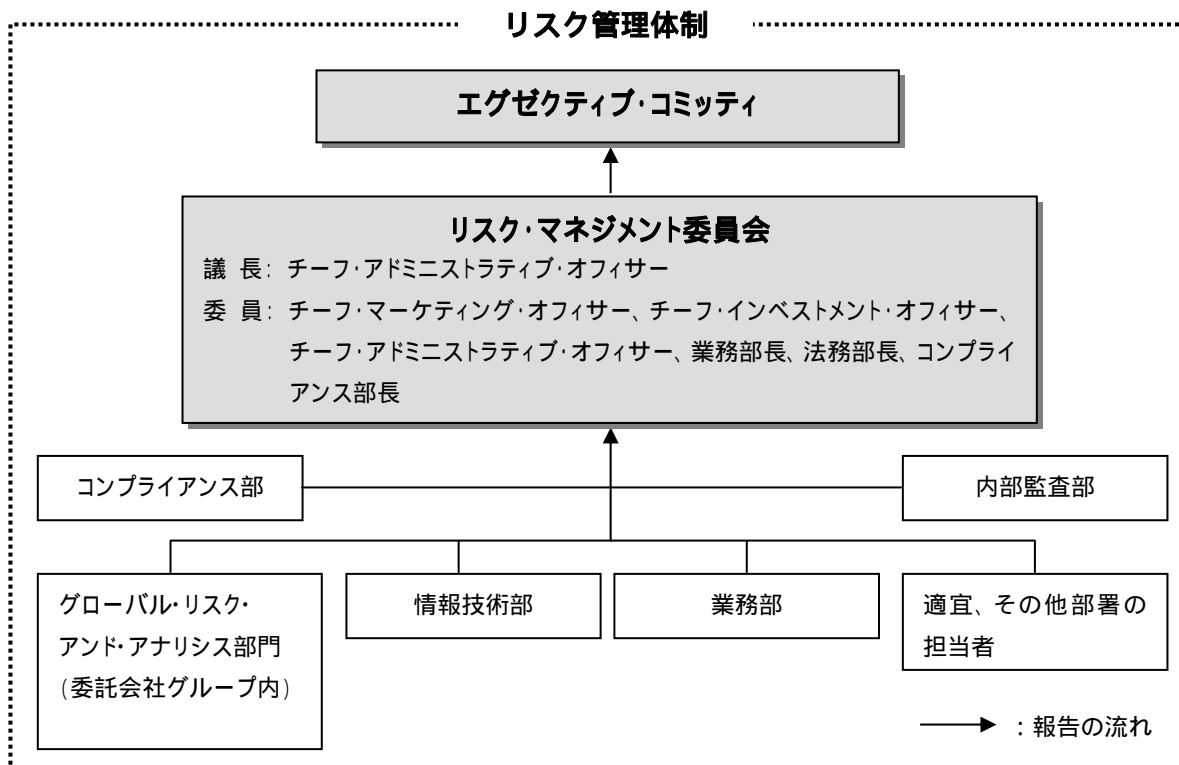 リスク管理体制
エグゼクティブ・コミッティ
リスク・マネジメント委員会
議 長: チーフ・アドミニストラティブ・オフィサー
委 員: チーフ・マーケティング・オフィサー、チーフ・インベストメント・オフィサー、
チーフ・アドミニストラティブ・オフィサー、業務部長、法務部長、コンプライ
アンス部長
コンプライアンス部
内部監査部
グローバル・リスク・
アンド・アナリシス部門
(委託会社グループ内)
情報技術部
業務部
適宜、その他部署の
担当者
:報告の流れ